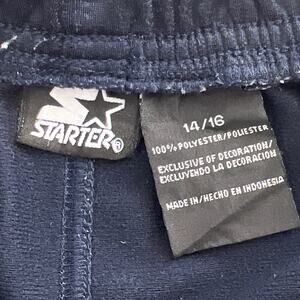 STARTER®
14/16
100% POLYESTER/POLIESTER
EXCLUSIVE OF DECORATION/
EXCLUYENDO LA DECORACION
MADE IN/HECHO EN INDONESIA